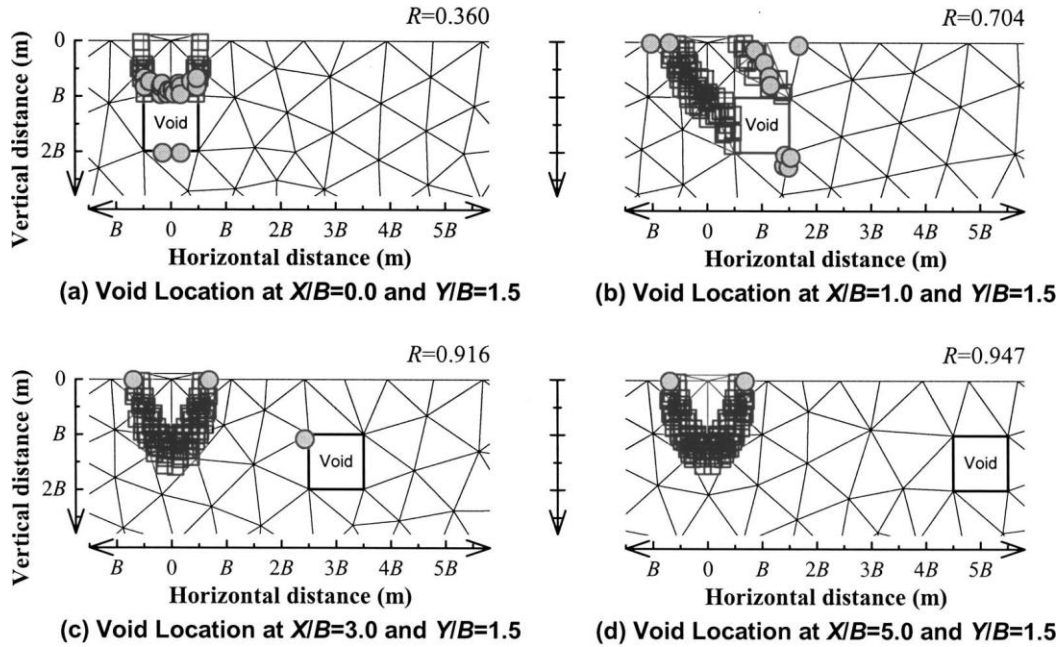 R=0.360
Vertical distance (m)
0
B
2B
Void
B 0 B 2B 3B 4B 5B
Horizontal distance (m)
(a) Void Location at X/B=0.0 and Y/B=1.5
R=0.704
Void
B 0 B 2B 3B 4B 5B
Horizontal distance (m)
(b) Void Location at X/B=1.0 and Y/B=1.5
R=0.916
Vertical distance (m)
0
B
2B
Void
B 0 B 2B 3B 4B 5B
Horizontal distance (m)
(c) Void Location at X/B=3.0 and Y/B=1.5
R=0.947
Void
B 0 B 2B 3B 4B 5B
Horizontal distance (m)
(d) Void Location at X/B=5.0 and Y/B=1.5